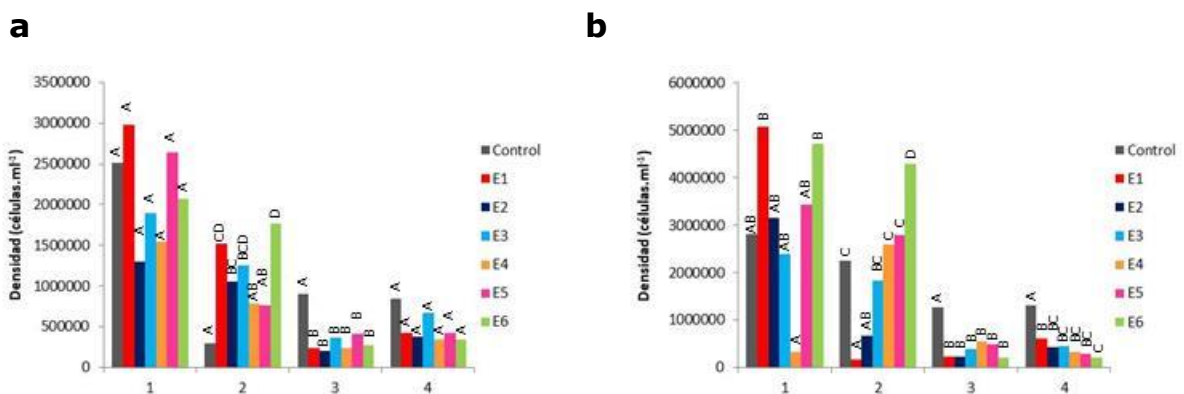 a
b
3500000
3000000
2500000
2000000
1500000
1000000
500000
0
Densidad (células.ml⁻¹)
A A A A A A A
A CD BC BCD AB AB D
A B B B B B B
A A A A A A A
1 2 3 4
Control
E1
E2
E3
E4
E5
E6
6000000
5000000
4000000
3000000
2000000
1000000
0
Densidad (células.ml⁻¹)
AB B AB AB A AB B
C A AB BC C C D
A B B B B B B
A B BC BC BC BC C
1 2 3 4
Control
E1
E2
E3
E4
E5
E6